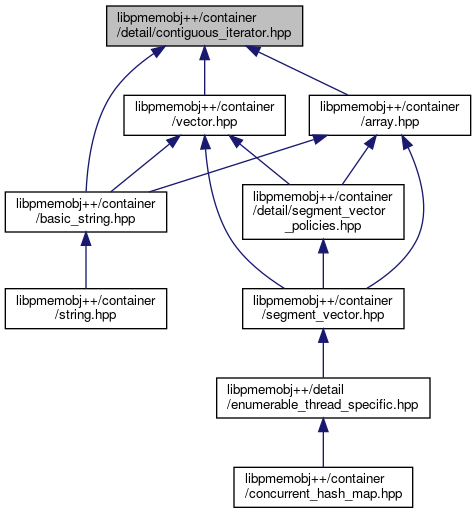 libpmemobj++/container
/detail/contiguous_iterator.hpp
libpmemobj++/container
/vector.hpp
libpmemobj++/container
/array.hpp
libpmemobj++/container
/basic_string.hpp
libpmemobj++/container
/detail/segment_vector
_policies.hpp
libpmemobj++/container
/string.hpp
libpmemobj++/container
/segment_vector.hpp
libpmemobj++/detail
/enumerable_thread_specific.hpp
libpmemobj++/container
/concurrent_hash_map.hpp